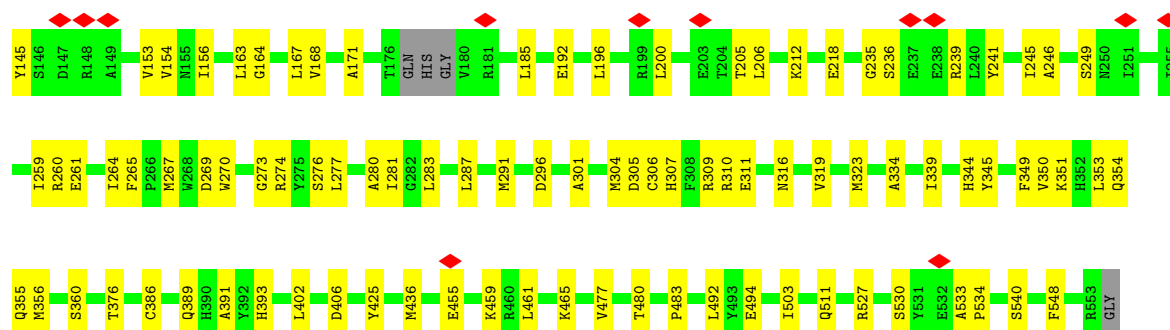 Y145 S146 D147 R148 A149 V153 V154 N155 I156 L163 G164 L167 V168 A171 T176 GLN HIS GLY V180 R181 L185 E192 L196 R199 L200 E203 T204 T205 L206 K212 E218 G235 S236 E237 E238 R239 L240 Y241 I245 A246 S249 N250 I251
I259 R260 E261 I264 F265 P266 M267 W268 D269 W270 G273 R274 Y275 S276 L277 A280 I281 G282 L283 L287 M291 D296 A301 M304 D305 C306 H307 F308 R309 R310 E311 N316 V319 M323 A334 I339 H344 Y345 F349 V350 K351 H352 L353 Q354
Q355 M356 S360 T376 C386 Q389 H390 A391 Y392 H393 L402 D406 Y425 M436 E455 K459 R460 L461 K465 V477 T480 P483 L492 Y493 E494 I503 Q511 R527 S530 Y531 E532 A533 P534 S540 F548 R553 GLY